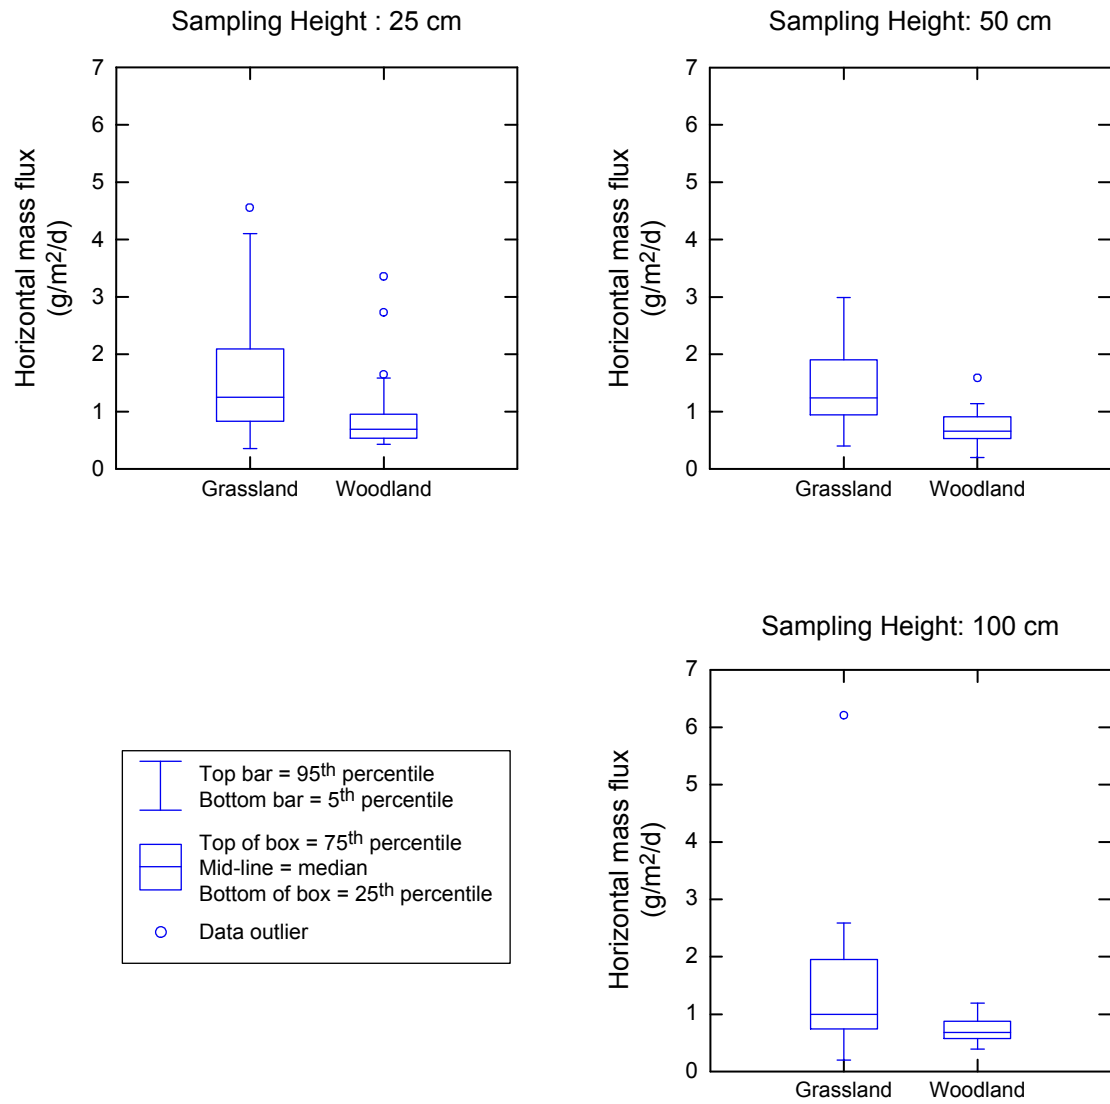 Sampling Height : 25 cm
7
6
5
4
3
2
1
0
Horizontal mass flux
(g/m²/d)
Grassland
Woodland
Sampling Height: 50 cm
7
6
5
4
3
2
1
0
Horizontal mass flux
(g/m²/d)
Grassland
Woodland
Top bar = 95th percentile
Bottom bar = 5th percentile
Top of box = 75th percentile
Mid-line = median
Bottom of box = 25th percentile
Data outlier
Sampling Height: 100 cm
7
6
5
4
3
2
1
0
Horizontal mass flux
(g/m²/d)
Grassland
Woodland